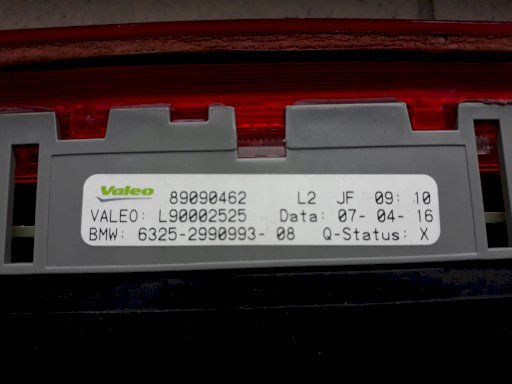 Valeo 89090462 L2 JF 09: 10
VALEO: L90002525 Data: 07- 04- 16
BMW: 6325-2990993- 08 Q-Status: X